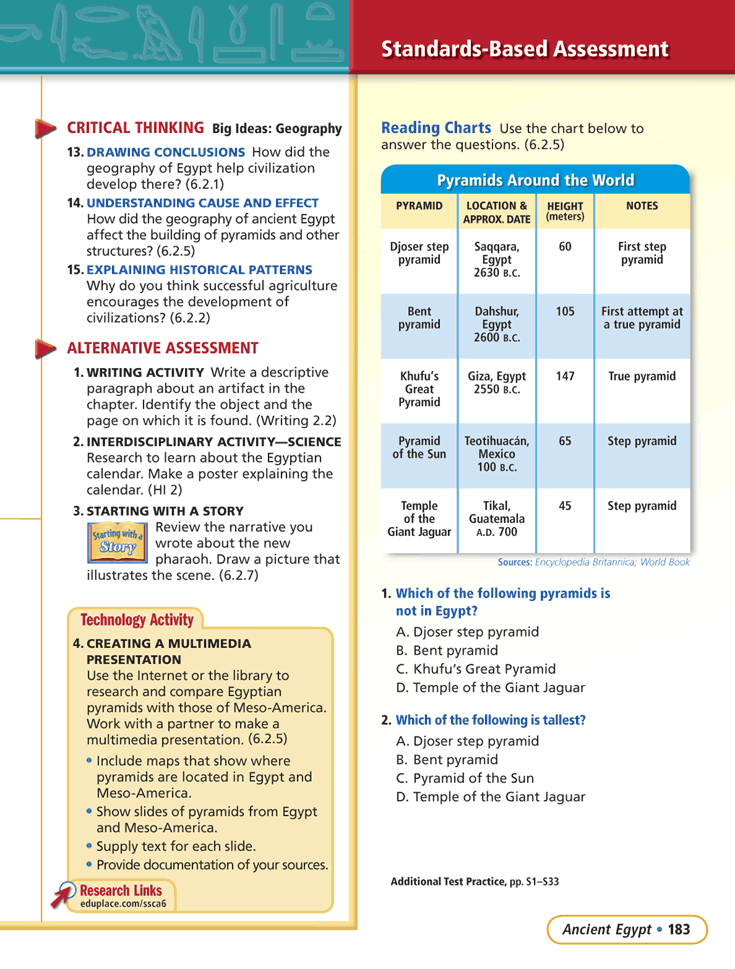 Standards-Based Assessment
CRITICAL THINKING Big Ideas: Geography
13. DRAWING CONCLUSIONS How did the
geography of Egypt help civilization
develop there? (6.2.1)
14. UNDERSTANDING CAUSE AND EFFECT
How did the geography of ancient Egypt
affect the building of pyramids and other
structures? (6.2.5)
15. EXPLAINING HISTORICAL PATTERNS
Why do you think successful agriculture
encourages the development of
civilizations? (6.2.2)
ALTERNATIVE ASSESSMENT
1. WRITING ACTIVITY Write a descriptive
paragraph about an artifact in the
chapter. Identify the object and the
page on which it is found. (Writing 2.2)
2. INTERDISCIPLINARY ACTIVITY—SCIENCE
Research to learn about the Egyptian
calendar. Make a poster explaining the
calendar. (HI 2)
3. STARTING WITH A STORY
Starting with a
Story
Review the narrative you
wrote about the new
pharaoh. Draw a picture that
illustrates the scene. (6.2.7)
Technology Activity
4. CREATING A MULTIMEDIA
PRESENTATION
Use the Internet or the library to
research and compare Egyptian
pyramids with those of Meso-America.
Work with a partner to make a
multimedia presentation. (6.2.5)
• Include maps that show where
pyramids are located in Egypt and
Meso-America.
• Show slides of pyramids from Egypt
and Meso-America.
• Supply text for each slide.
• Provide documentation of your sources.
Research Links
eduplace.com/ssca6
Reading Charts Use the chart below to
answer the questions. (6.2.5)
Pyramids Around the World
PYRAMID LOCATION & APPROX. DATE HEIGHT (meters) NOTES
Djoser step pyramid Saqqara, Egypt 2630 B.C. 60 First step pyramid
Bent pyramid Dahshur, Egypt 2600 B.C. 105 First attempt at a true pyramid
Khufu's Great Pyramid Giza, Egypt 2550 B.C. 147 True pyramid
Pyramid of the Sun Teotihuacán, Mexico 100 B.C. 65 Step pyramid
Temple of the Giant Jaguar Tikal, Guatemala A.D. 700 45 Step pyramid
Sources: Encyclopedia Britannica; World Book
1. Which of the following pyramids is
not in Egypt?
A. Djoser step pyramid
B. Bent pyramid
C. Khufu's Great Pyramid
D. Temple of the Giant Jaguar
2. Which of the following is tallest?
A. Djoser step pyramid
B. Bent pyramid
C. Pyramid of the Sun
D. Temple of the Giant Jaguar
Additional Test Practice, pp. S1–S33
Ancient Egypt • 183